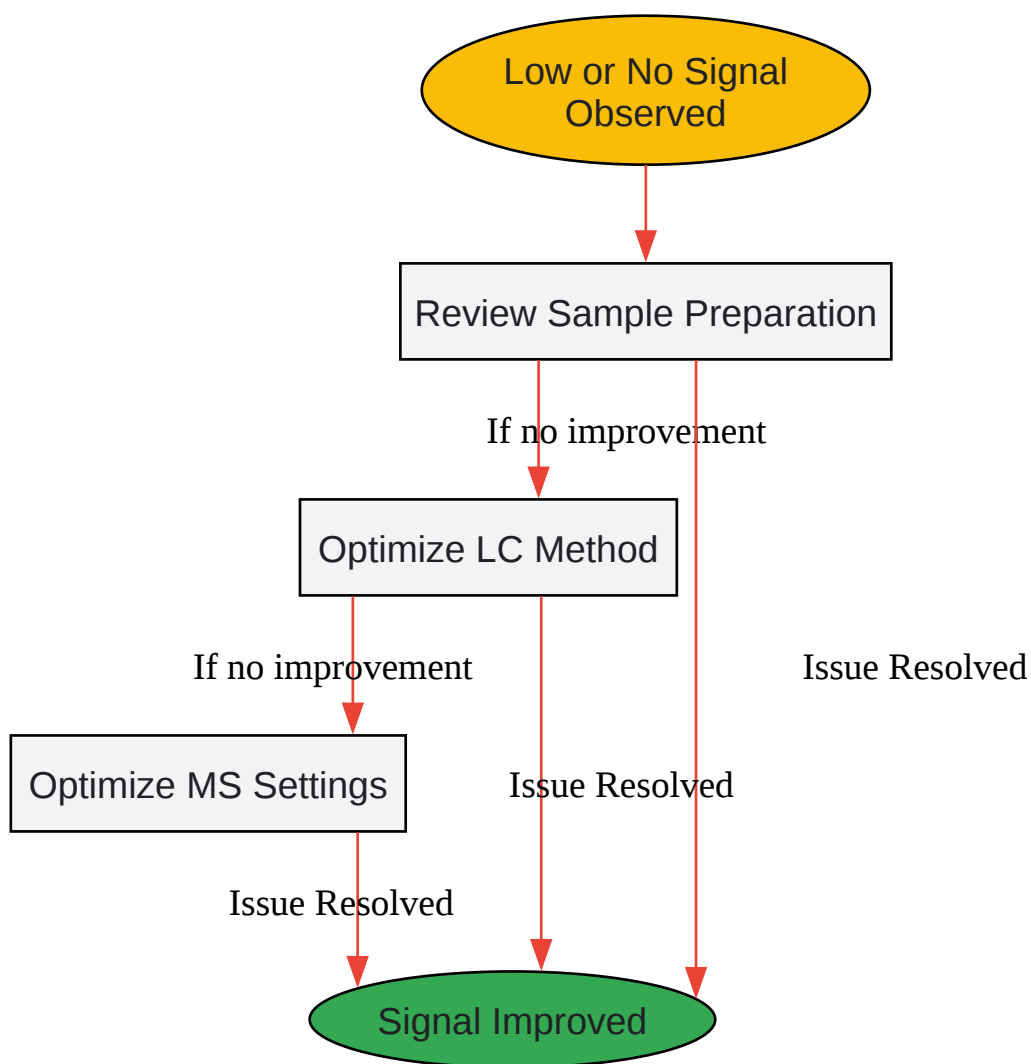 Low or No Signal
Observed
Review Sample Preparation
If no improvement
Optimize LC Method
If no improvement
Issue Resolved
Optimize MS Settings
Issue Resolved
Issue Resolved
Signal Improved